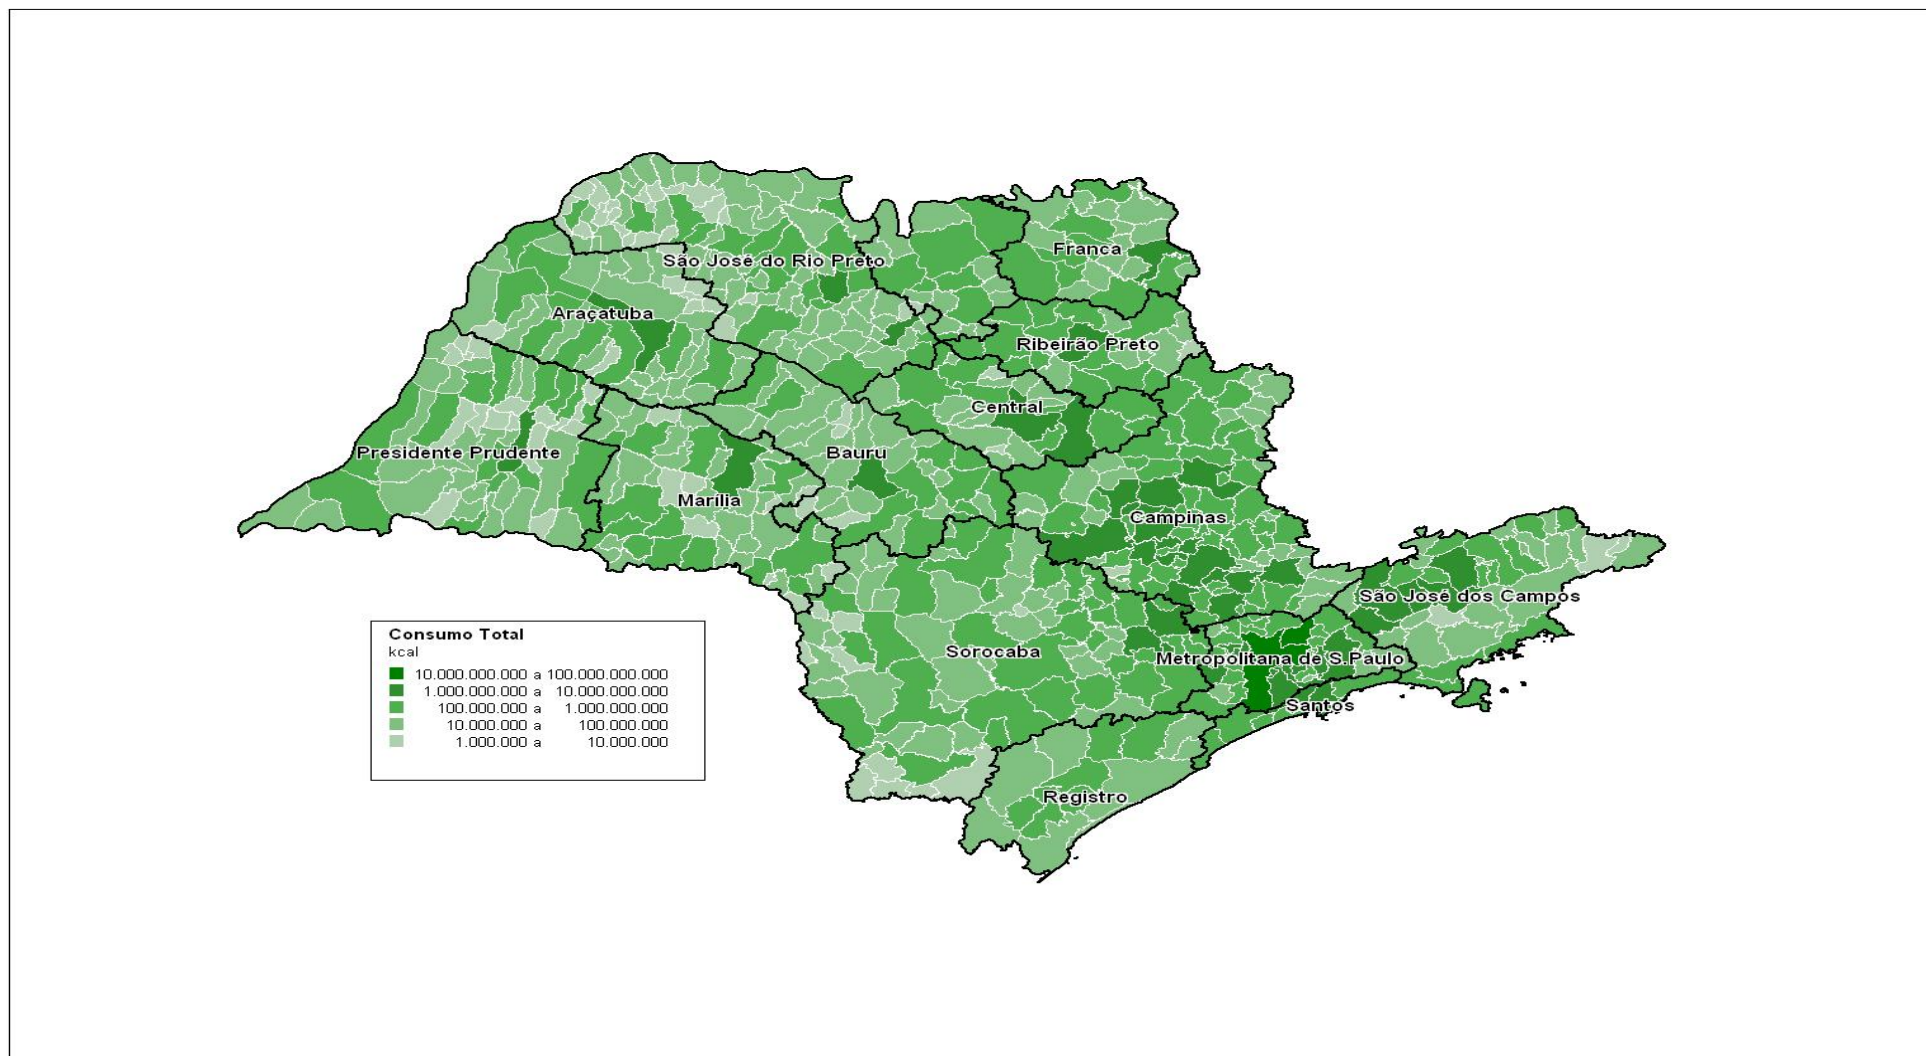 Franca
São José do Rio Preto
Araçatuba
Ribeirão Preto
Central
Presidente Prudente
Bauru
Marília
Campinas
São José dos Campos
Sorocaba
Metropolitana de S.Paulo
Santos
Registro
Consumo Total
kcal
10.000.000.000 a 100.000.000.000
1.000.000.000 a 10.000.000.000
100.000.000 a 1.000.000.000
10.000.000 a 100.000.000
1.000.000 a 10.000.000